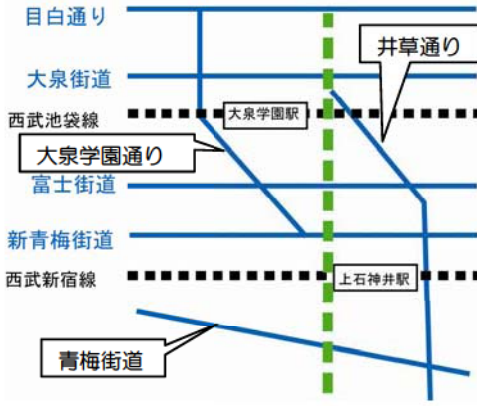 目白通り
井草通り
大泉街道
西武池袋線
大泉学園駅
大泉学園通り
富士街道
新青梅街道
西武新宿線
上石神井駅
青梅街道